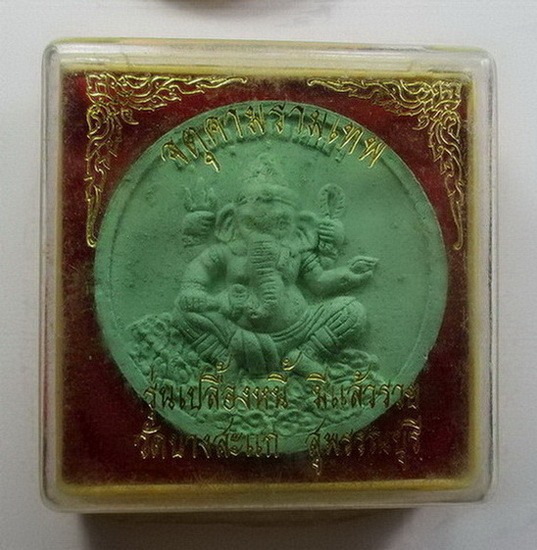 จตุคามรามเทพ
รุ่นเปลื้องหนี้ มีแล้วรวย
วัดบางสะแก สุพรรณบุรี